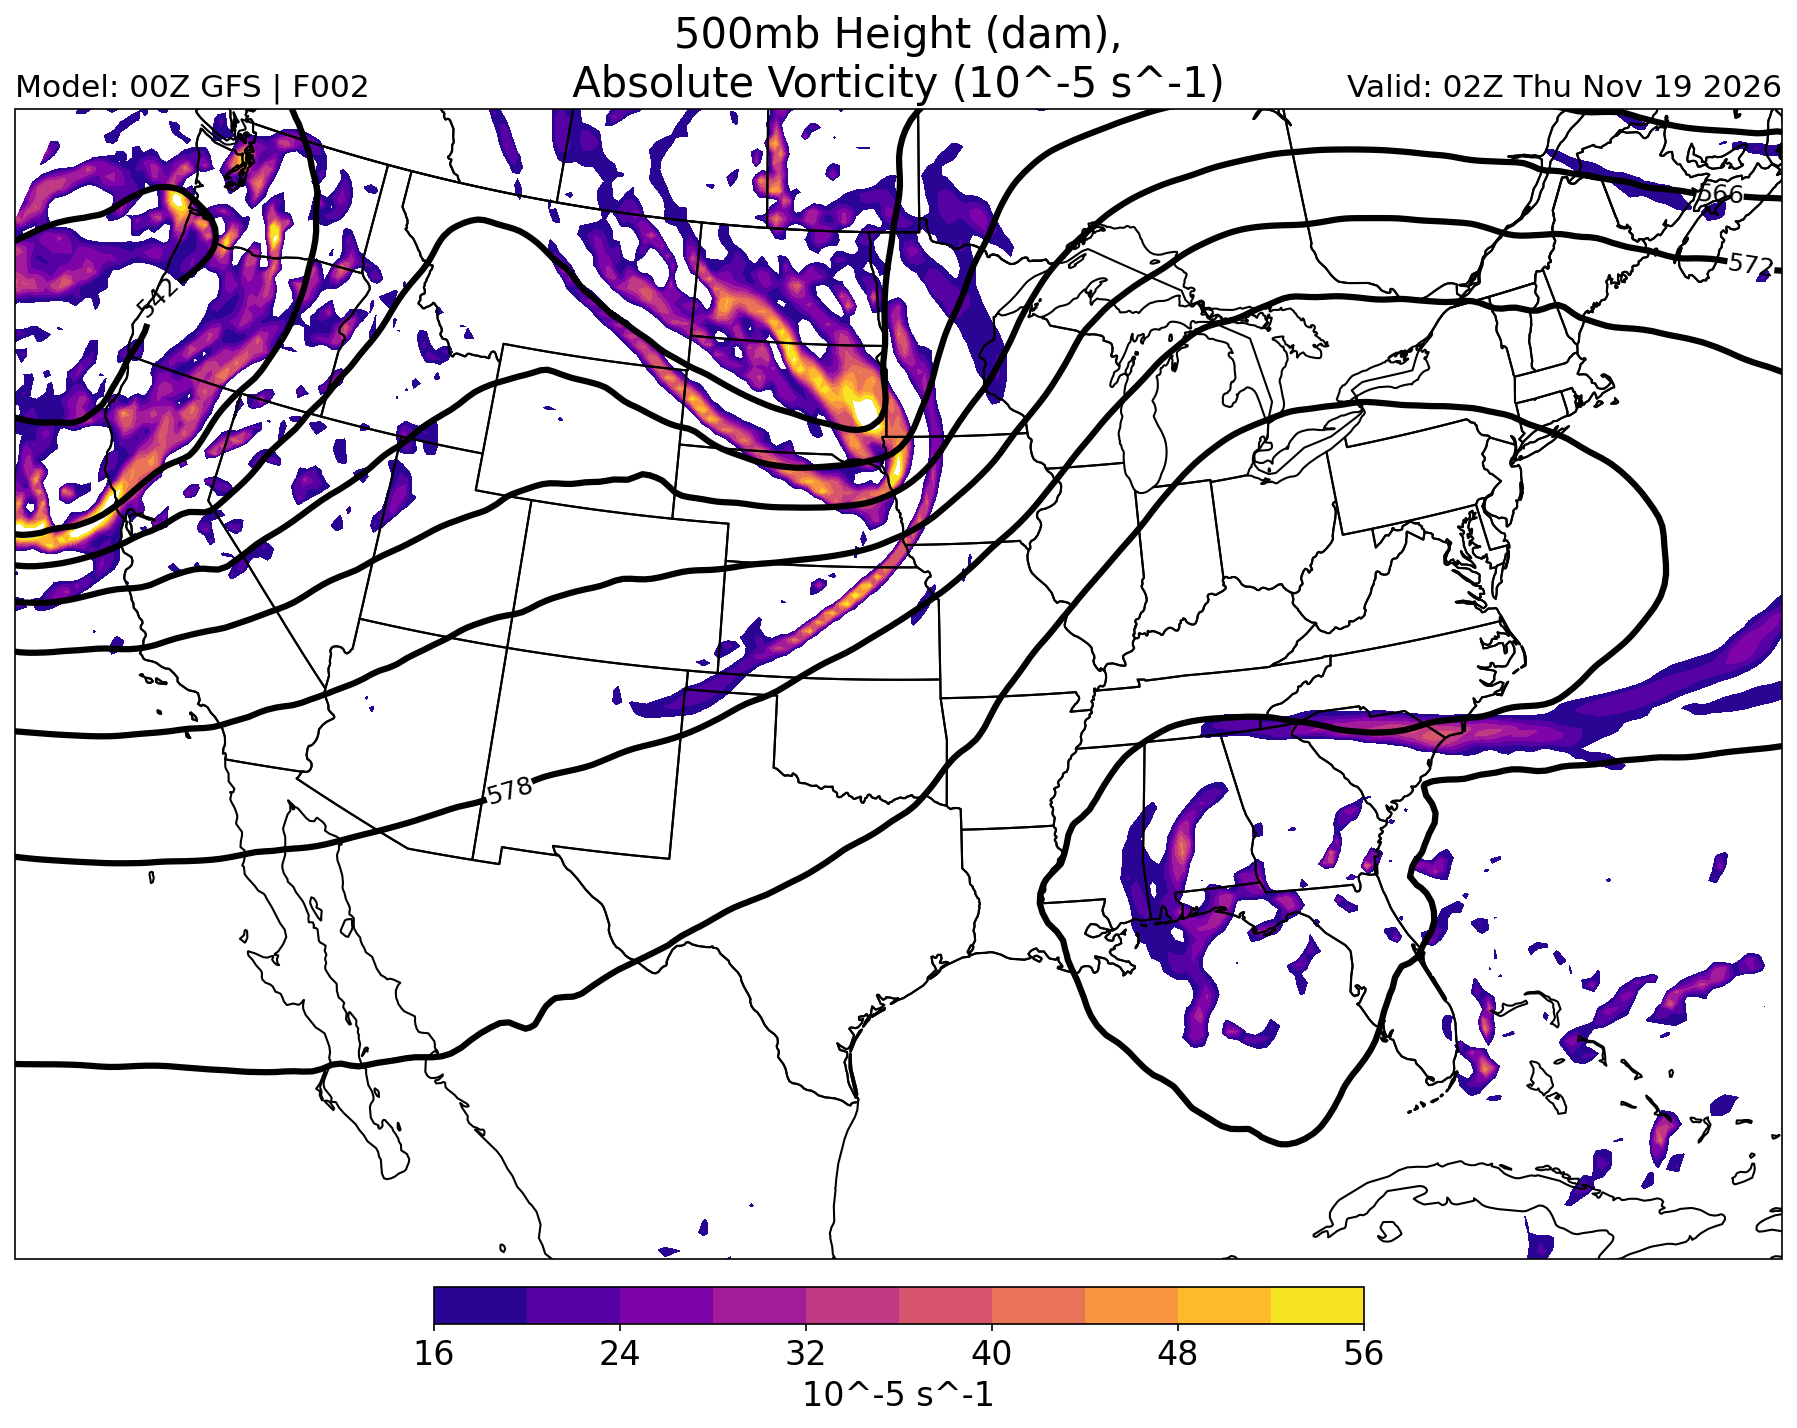 500mb Height (dam),
Model: 00Z GFS | F002
Absolute Vorticity (10^-5 s^-1)
Valid: 02Z Thu Nov 19 2026
566
572
542
578
16
24
32
40
48
56
10^-5 s^-1